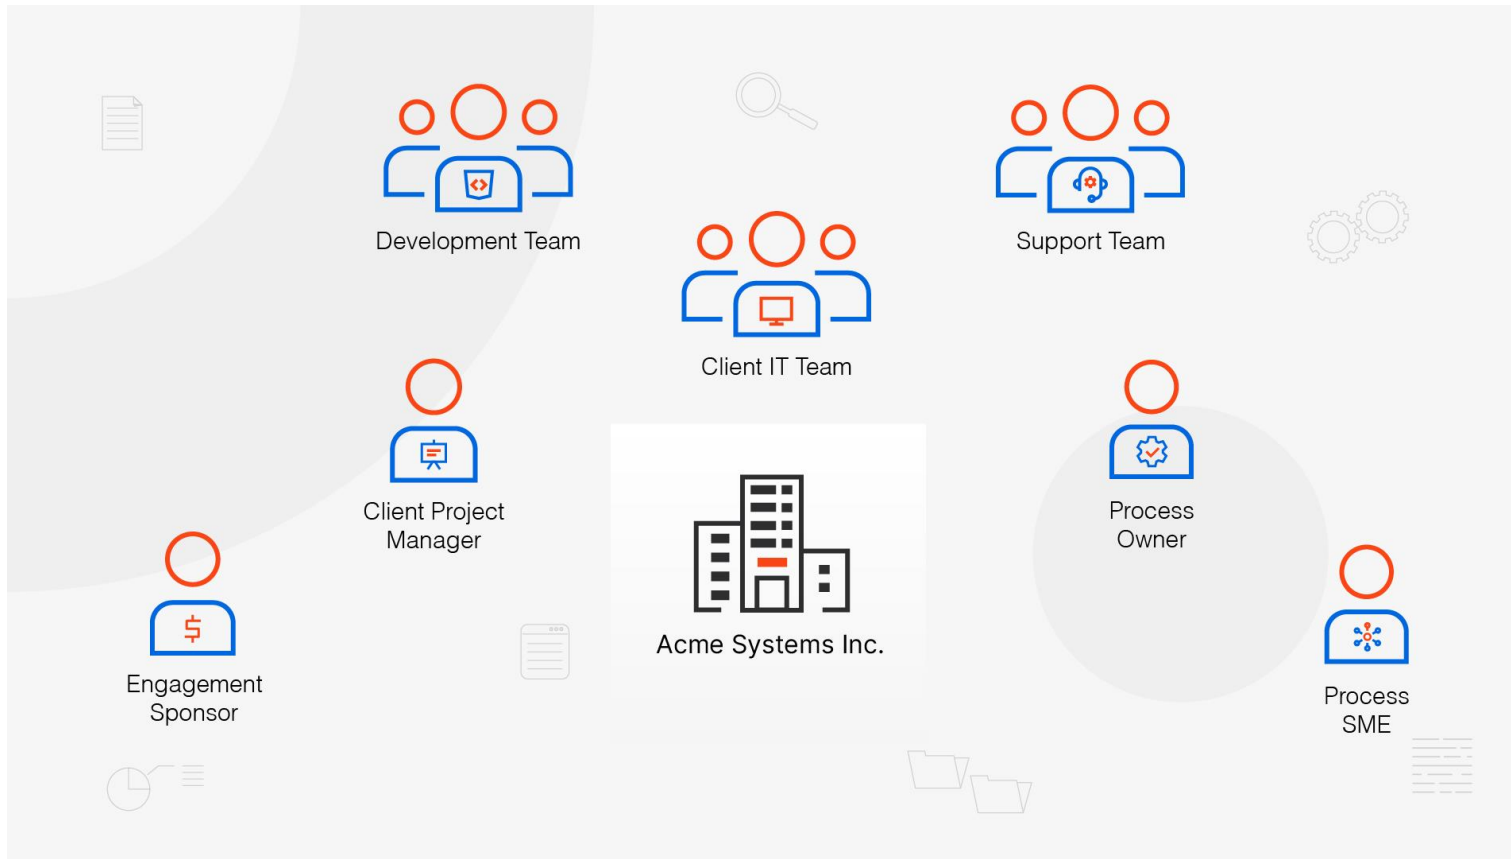 Development Team
Support Team
Client IT Team
Client Project
Manager
Process
Owner
Acme Systems Inc.
Engagement
Sponsor
Process
SME